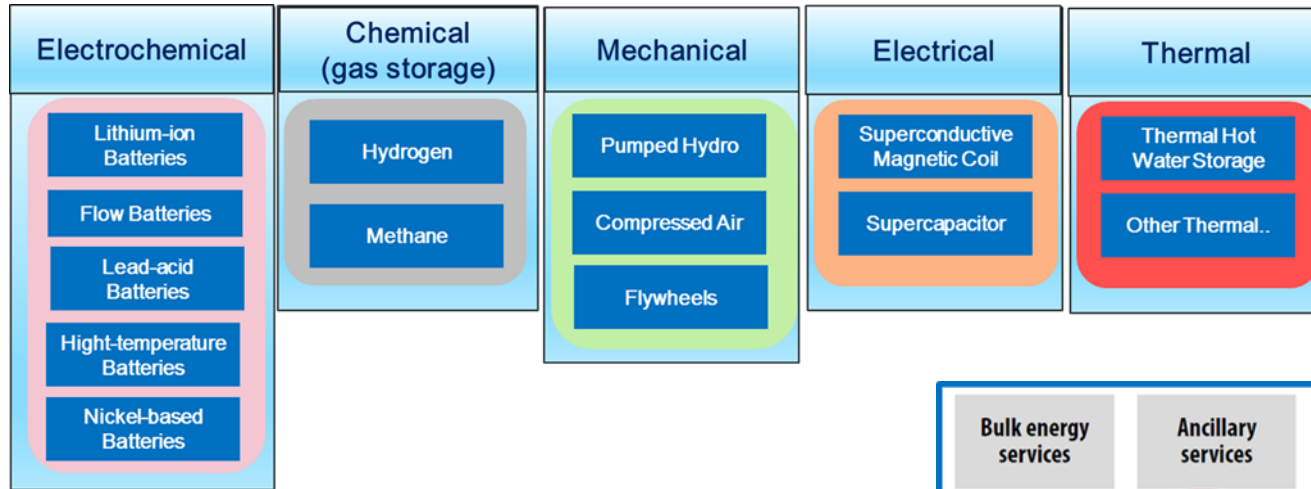 Electrochemical
Lithium-ion
Batteries
Flow Batteries
Lead-acid
Batteries
Hight-temperature
Batteries
Nickel-based
Batteries
Chemical
(gas storage)
Hydrogen
Methane
Mechanical
Pumped Hydro
Compressed Air
Flywheels
Electrical
Superconductive
Magnetic Coil
Supercapacitor
Thermal
Thermal Hot
Water Storage
Other Thermal..
Bulk energy
services
Ancillary
services